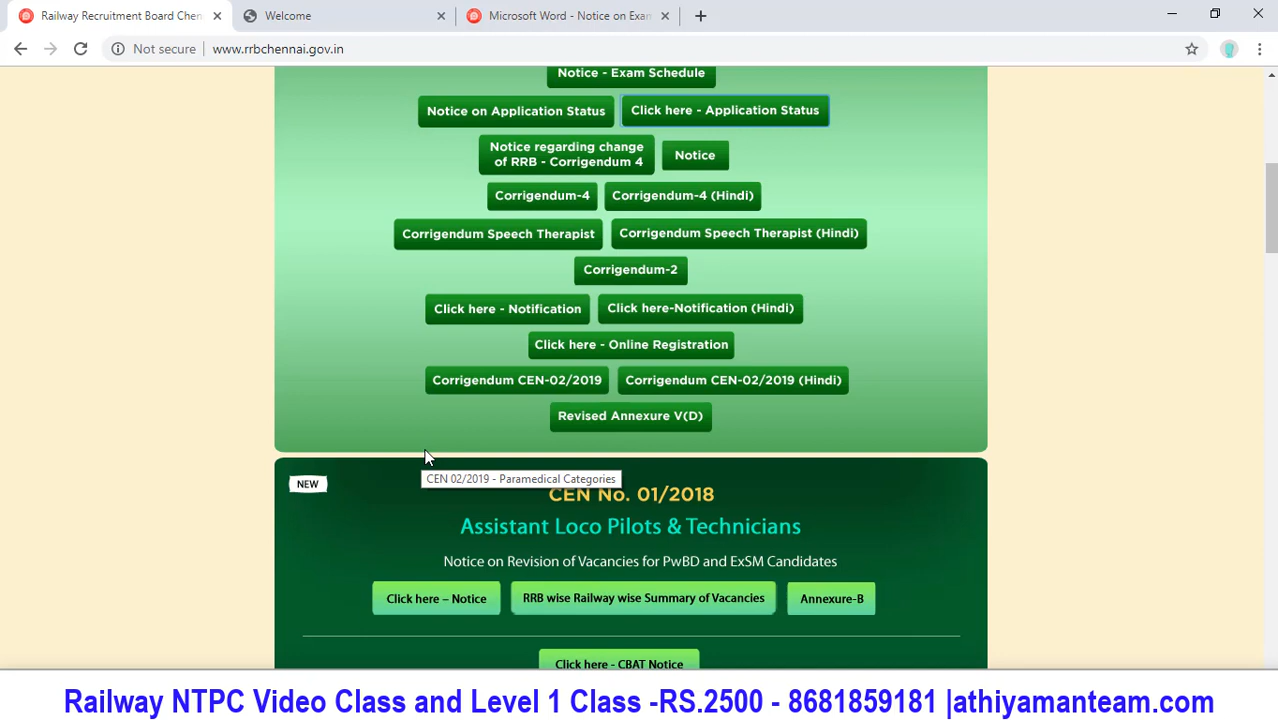 Railway Recruitment Board Chen
Welcome
Microsoft Word - Notice on Exam
Not secure
www.rrbchennai.gov.in
Notice - Exam Schedule
Notice on Application Status
Click here - Application Status
Notice regarding change
of RRB - Corrigendum 4
Notice
Corrigendum-4
Corrigendum-4 (Hindi)
Corrigendum Speech Therapist
Corrigendum Speech Therapist (Hindi)
Corrigendum-2
Click here - Notification
Click here-Notification (Hindi)
Click here - Online Registration
Corrigendum CEN-02/2019
Corrigendum CEN-02/2019 (Hindi)
Revised Annexure V(D)
CEN 02/2019 - Paramedical Categories
NEW
CEN No. 01/2018
Assistant Loco Pilots & Technicians
Notice on Revision of Vacancies for PwBD and ExSM Candidates
Click here – Notice
RRB wise Railway wise Summary of Vacancies
Annexure-B
Click here - CBAT Notice
Railway NTPC Video Class and Level 1 Class -RS.2500 - 8681859181 |athiyamanteam.com